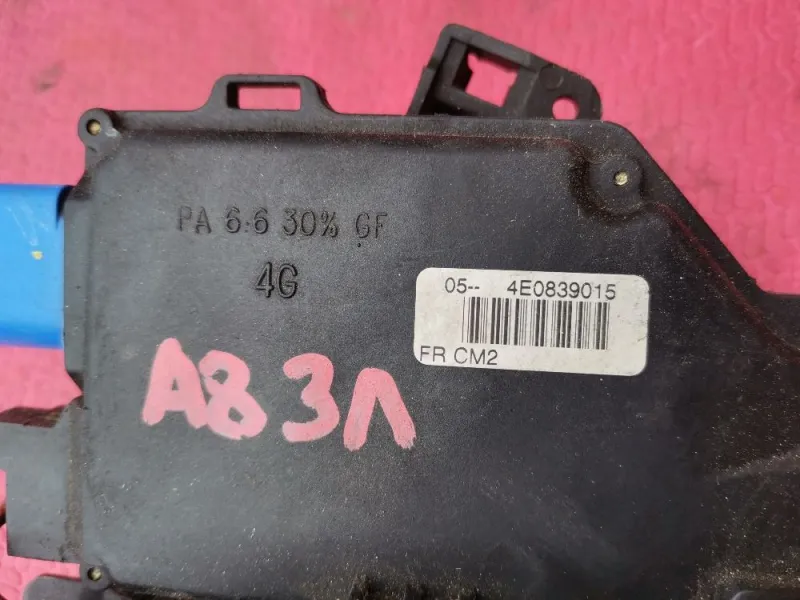 PA 6.6 30% GF
4G
05-- 4E0839015
FR CM2
A8 3Л